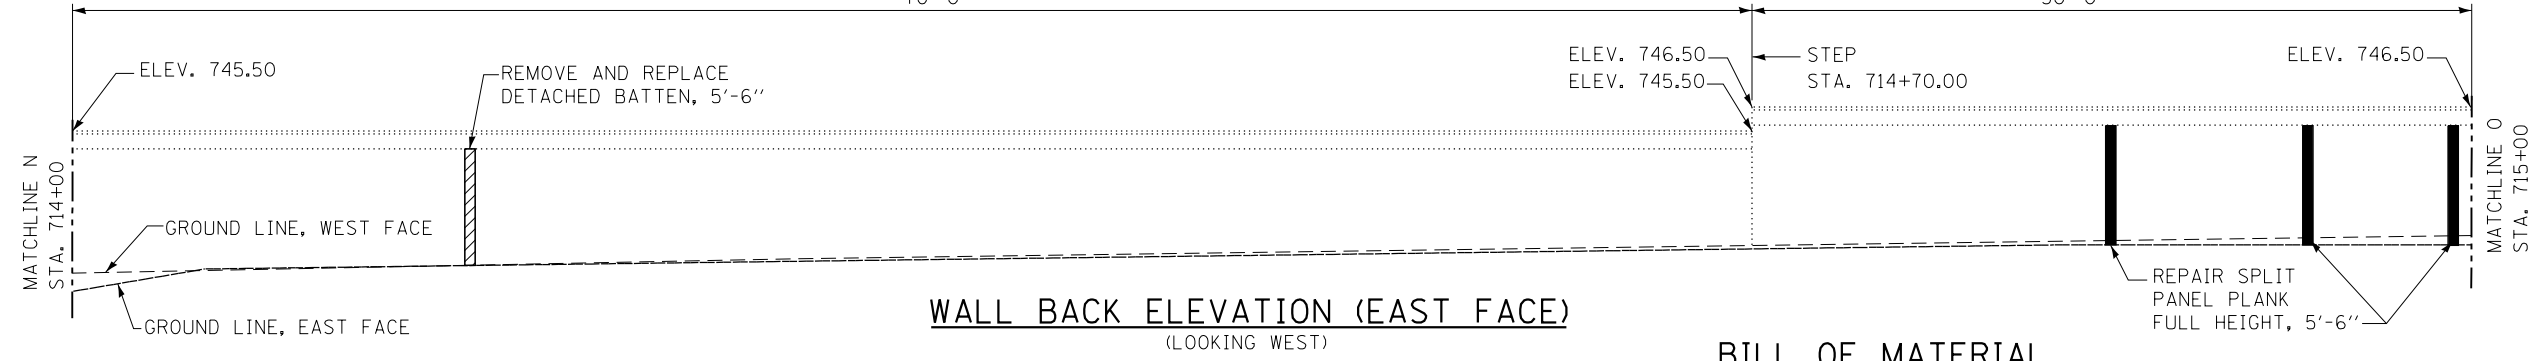 ELEV. 745.50
REMOVE AND REPLACE
DETACHED BATTEN, 5'-6"
ELEV. 746.50
ELEV. 745.50
STEP
STA. 714+70.00
ELEV. 746.50
MATCHLINE N
STA. 714+00
GROUND LINE, WEST FACE
GROUND LINE, EAST FACE
MATCHLINE O
STA. 715+00
REPAIR SPLIT
PANEL PLANK
FULL HEIGHT, 5'-6"
WALL BACK ELEVATION (EAST FACE)
(LOOKING WEST)
BILL OF MATERIAL